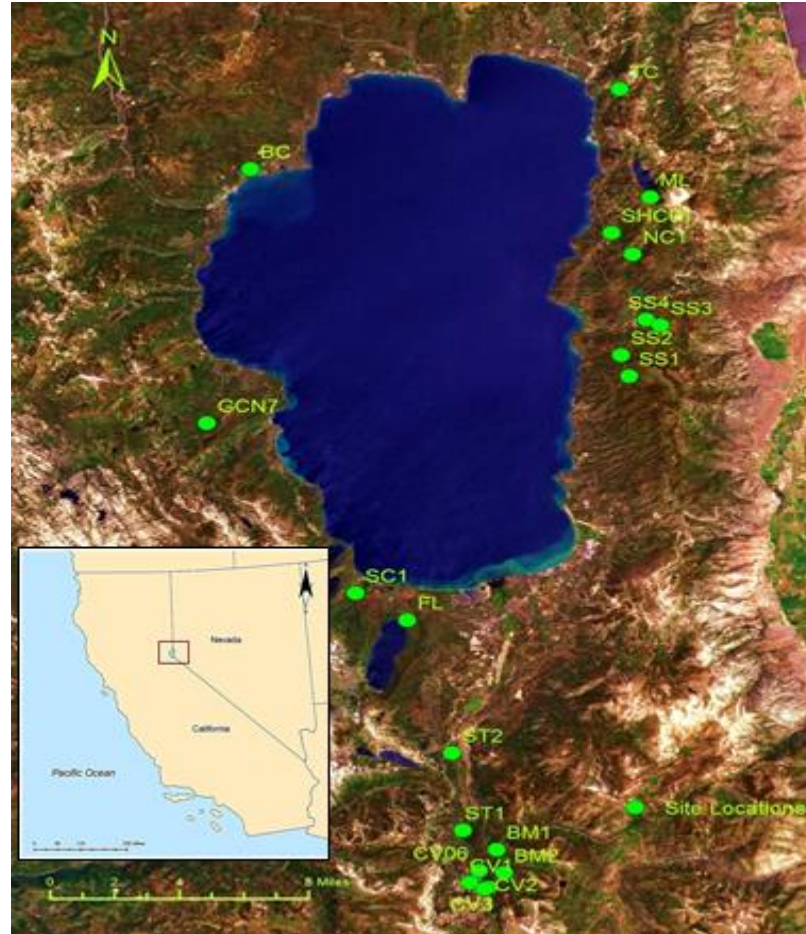 N
TC
BC
ML
NC1
SS4
SS3
SS2
SS1
GCN7
SC1
FL
Nevada
California
Pacific Ocean
ST2
Site Locations
ST1
BM1
BM2
CV06
CV1
CV2
CV3
0 2 4 8 Miles